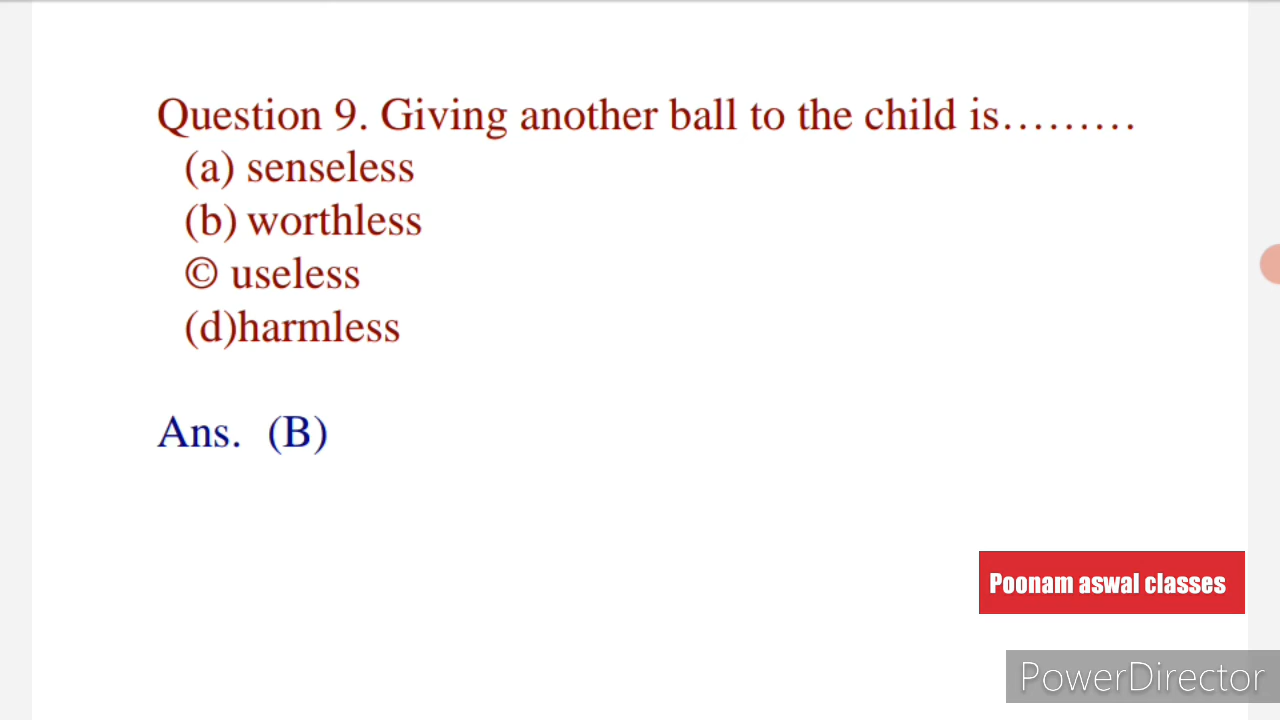 Question 9. Giving another ball to the child is.........
(a) senseless
(b) worthless
© useless
(d)harmless
Ans. (B)
Poonam aswal classes
PowerDirector